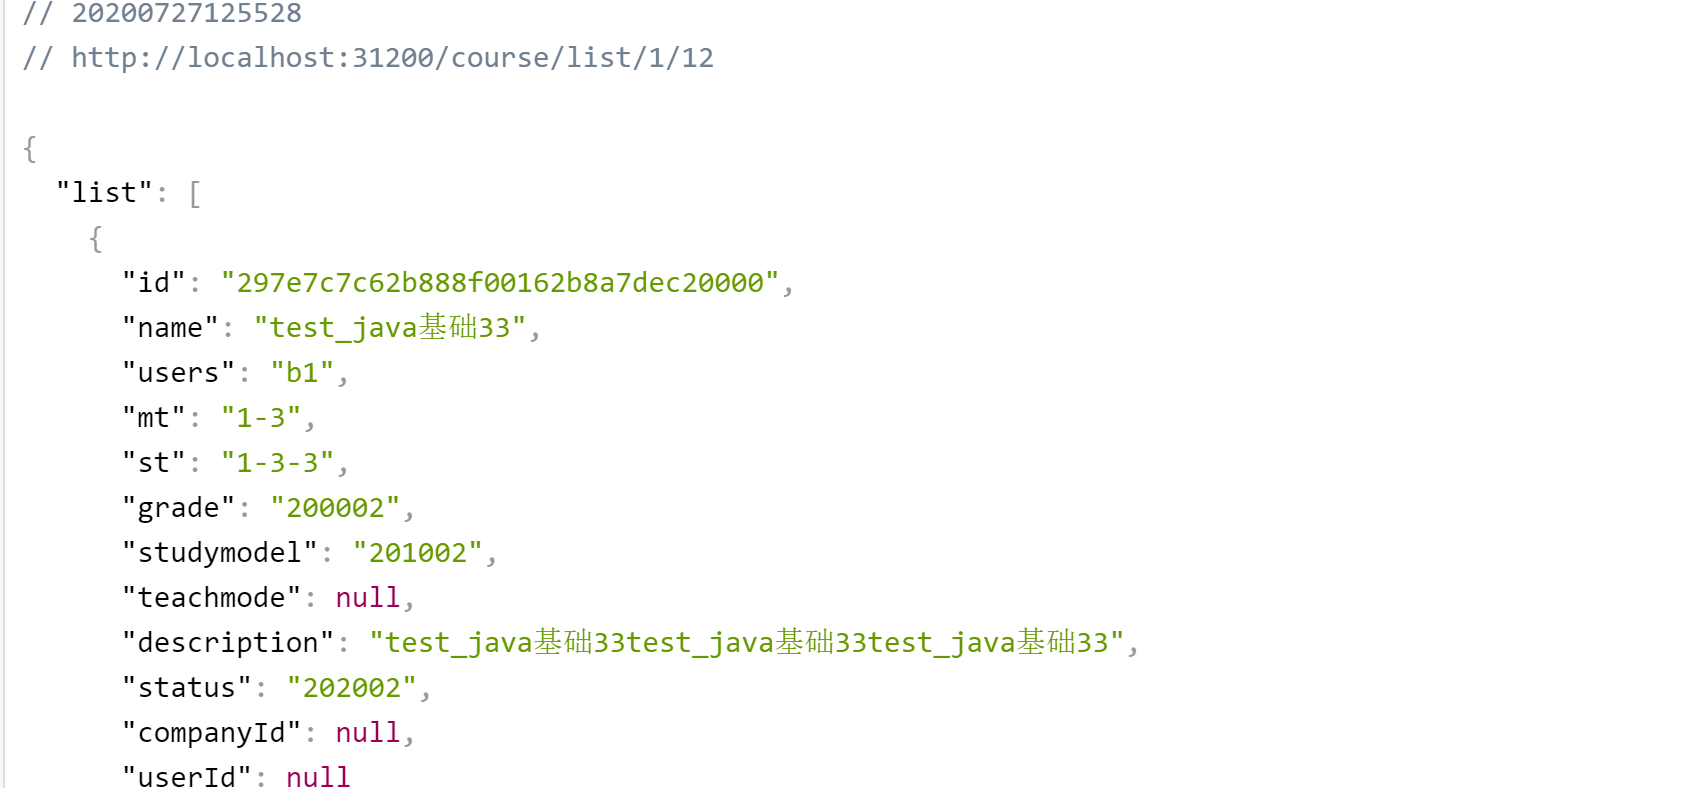 // 20200727125528
// http://localhost:31200/course/list/1/12
{
"list": [
{
"id": "297e7c7c62b888f00162b8a7dec20000",
"name": "test_java基础33",
"users": "b1",
"mt": "1-3",
"st": "1-3-3",
"grade": "200002",
"studymodel": "201002",
"teachmode": null,
"description": "test_java基础33test_java基础33test_java基础33",
"status": "202002",
"companyId": null,
"userId": null